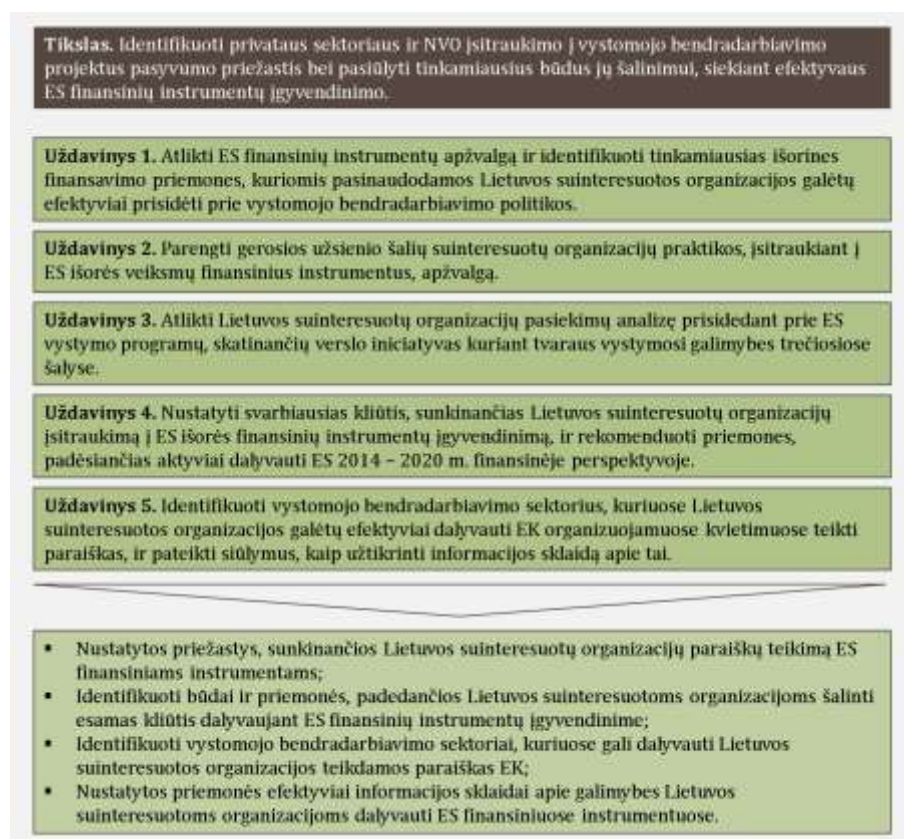 Tikslas. Identifikuoti privataus sektoriaus ir NVO įsitraukimo į vystomojo bendradarbiavimo
projektus pasyvumo priežastis bei pasiūlyti tinkamiausius būdus jų šalinimui, siekiant efektyvaus
ES finansinių instrumentų įgyvendinimo.
Uždavinys 1. Atlikti ES finansinių instrumentų apžvalgą ir identifikuoti tinkamiausias išorines
finansavimo priemones, kuriomis pasinaudodamos Lietuvos suinteresuotos organizacijos galėtų
efektyviai prisidėti prie vystomojo bendradarbiavimo politikos.
Uždavinys 2. Parengti gerosios užsienio šalių suinteresuotų organizacijų praktikos, įsitraukiant į
ES išorės veiksmų finansinius instrumentus, apžvalgą.
Uždavinys 3. Atlikti Lietuvos suinteresuotų organizacijų pasiekimų analizę prisidedant prie ES
vystymo programų, skatinančių verslo iniciatyvas kuriant tvaraus vystymosi galimybes trečiosiose
šalyse.
Uždavinys 4. Nustatyti svarbiausias kliūtis, sunkinančias Lietuvos suinteresuotų organizacijų
įsitraukimą į ES išorės finansinių instrumentų įgyvendinimą, ir rekomenduoti priemones,
padėsiančias aktyviai dalyvauti ES 2014 – 2020 m. finansinėje perspektyvoje.
Uždavinys 5. Identifikuoti vystomojo bendradarbiavimo sektorius, kuriuose Lietuvos
suinteresuotos organizacijos galėtų efektyviai dalyvauti EK organizuojamuose kvietimuose teikti
paraiškas, ir pateikti siūlymus, kaip užtikrinti informacijos sklaidą apie tai.
▪ Nustatytos priežastys, sunkinančios Lietuvos suinteresuotų organizacijų paraiškų teikimą ES
finansiniams instrumentams;
▪ Identifikuoti būdai ir priemonės, padedančios Lietuvos suinteresuotoms organizacijoms šalinti
esamas kliūtis dalyvaujant ES finansinių instrumentų įgyvendinime;
▪ Identifikuoti vystomojo bendradarbiavimo sektoriai, kuriuose gali dalyvauti Lietuvos
suinteresuotos organizacijos teikdamos paraiškas EK;
▪ Nustatytos priemonės efektyviai informacijos sklaidai apie galimybes Lietuvos
suinteresuotoms organizacijoms dalyvauti ES finansiniuose instrumentuose.